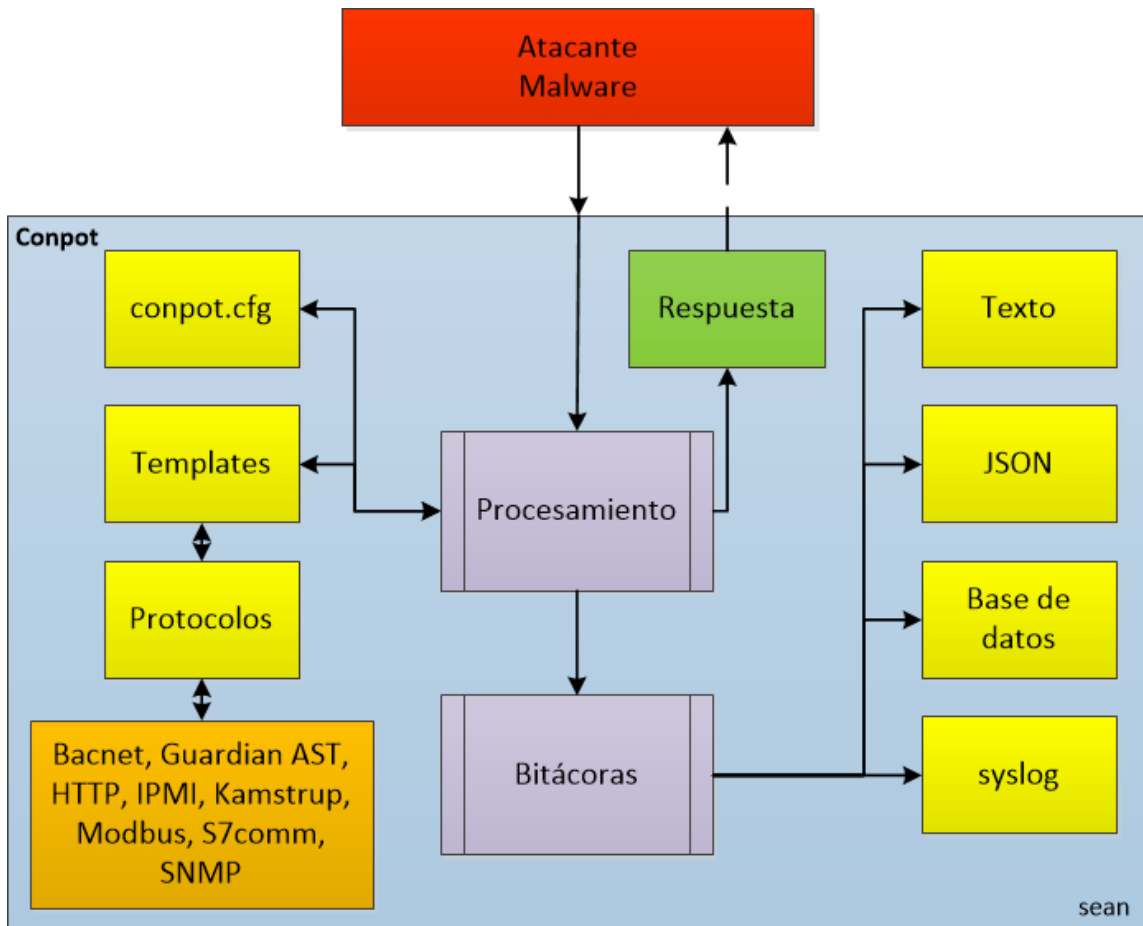 Atacante
Malware
Conpot
conpot.cfg
Respuesta
Texto
Templates
Procesamiento
JSON
Protocolos
Base de
datos
Bacnet, Guardian AST,
HTTP, IPMI, Kamstrup,
Modbus, S7comm,
SNMP
Bitácoras
syslog
sean